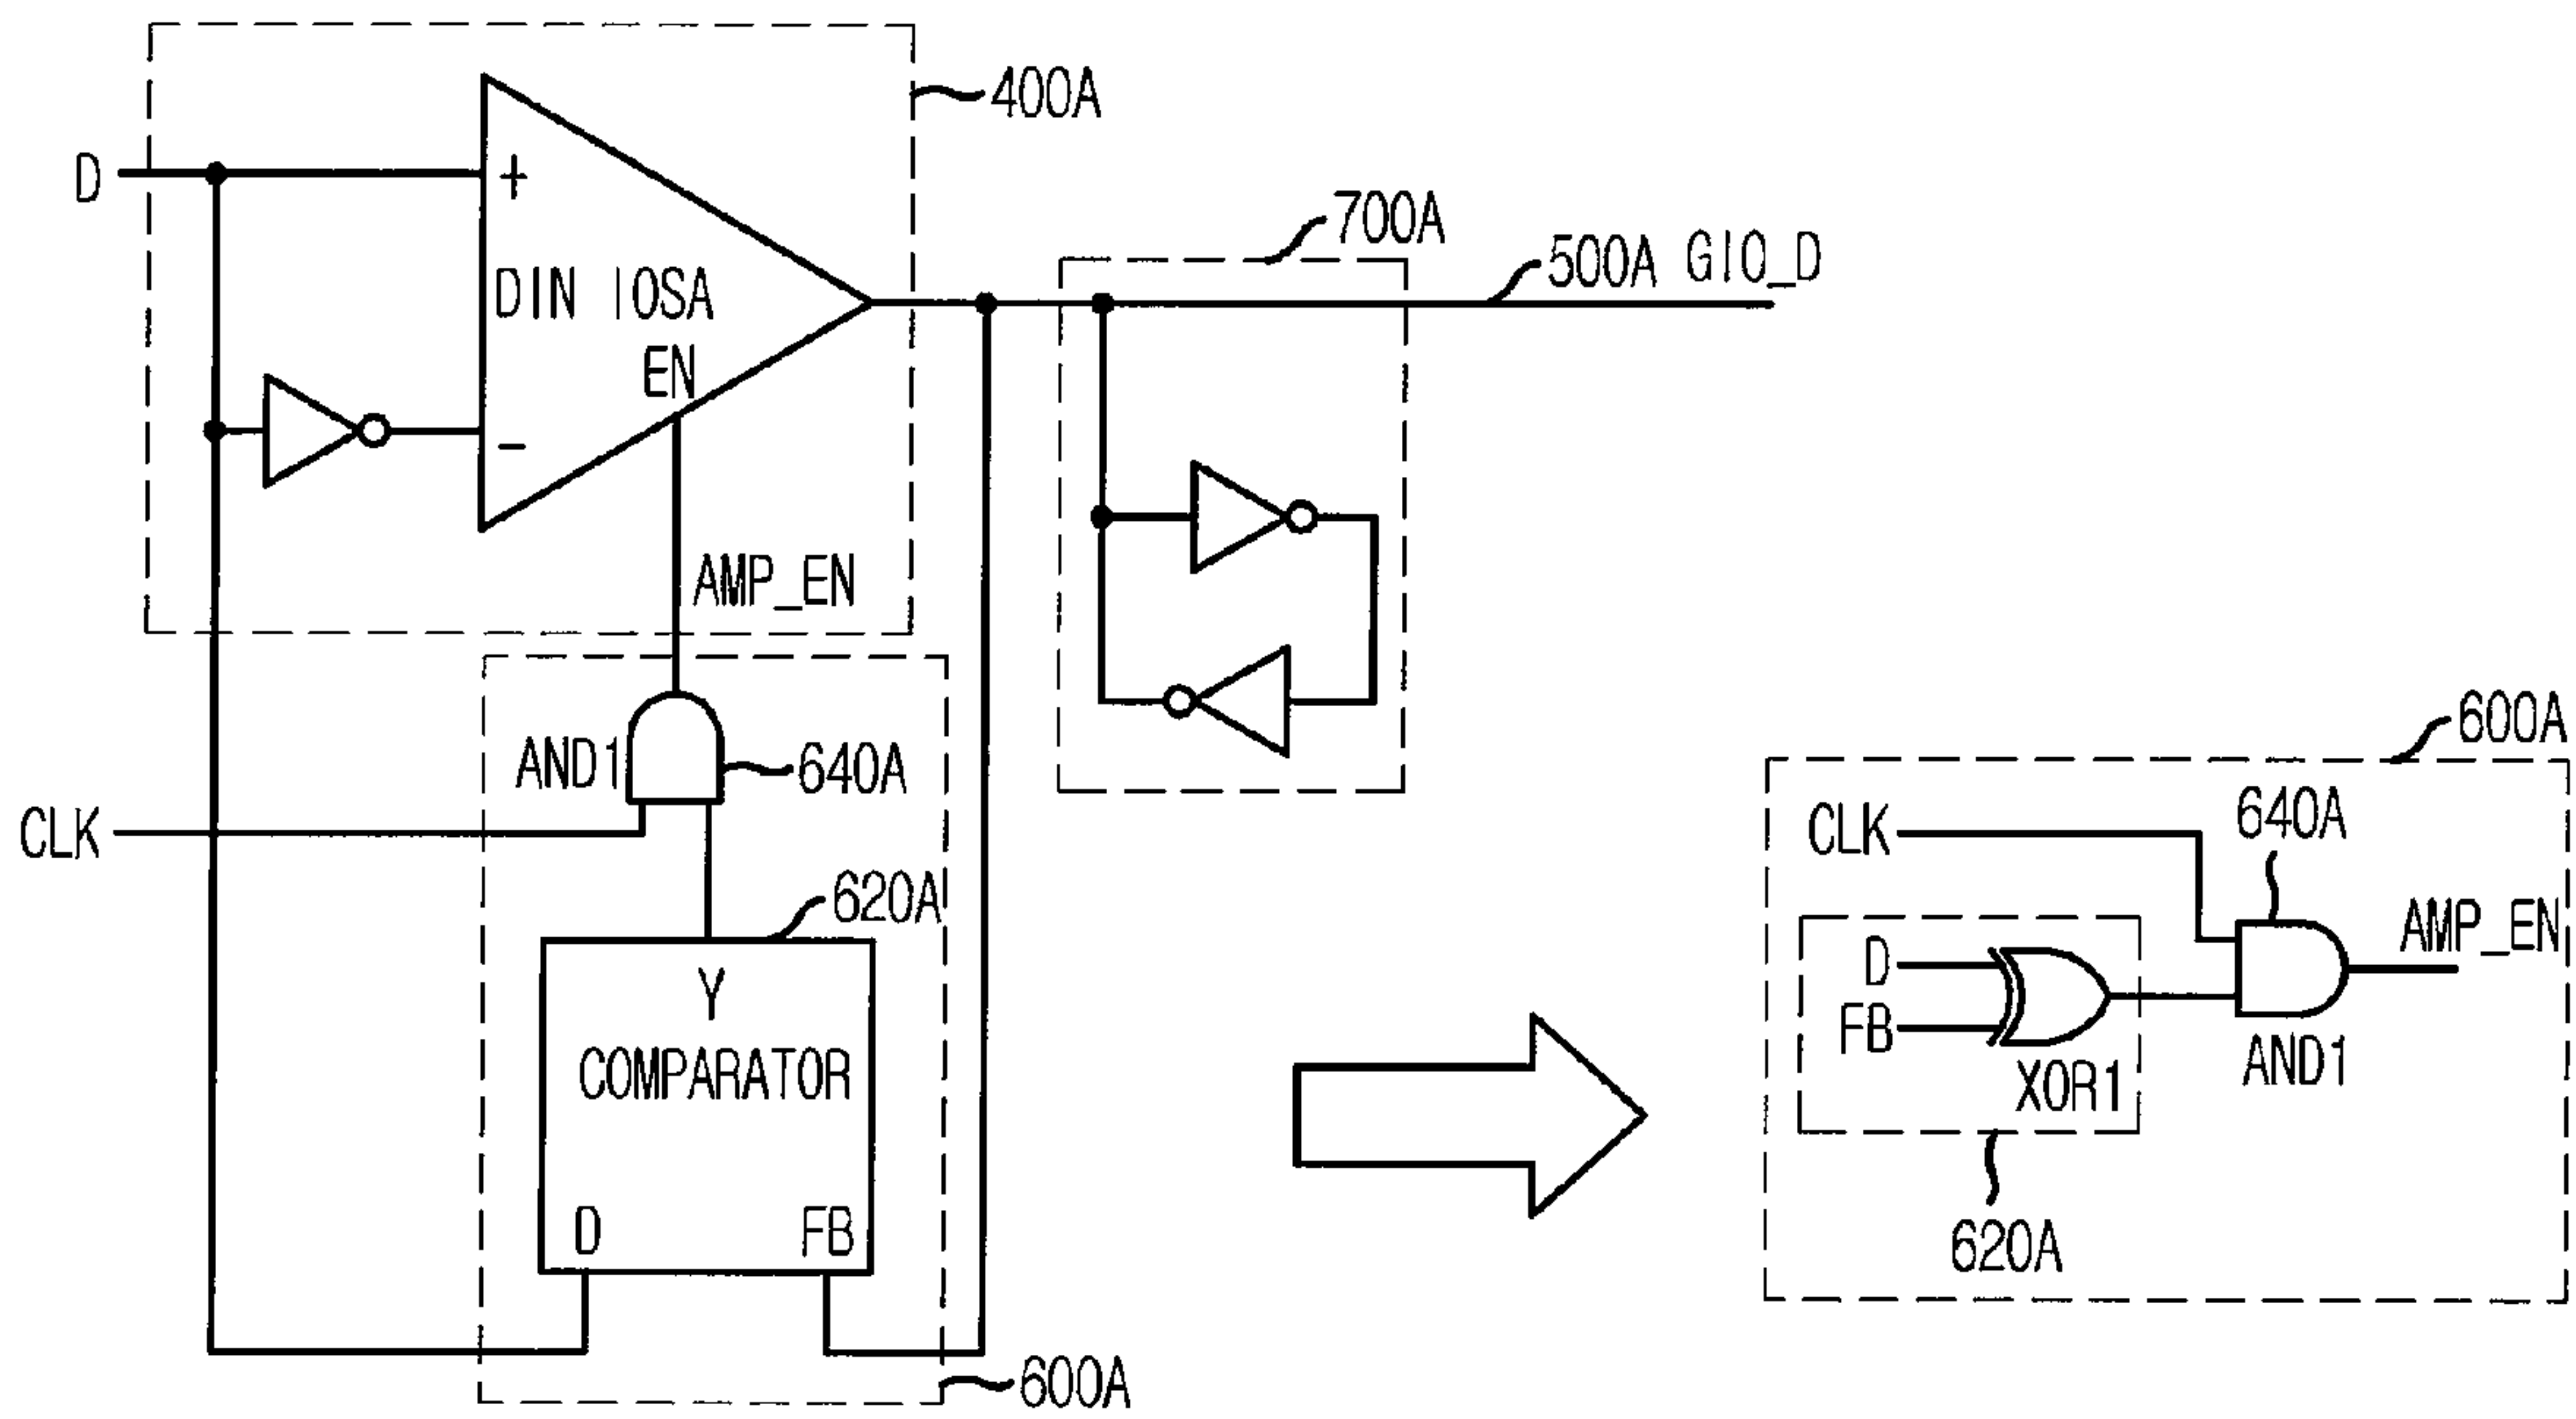 400A
D
+
700A
500A GIO_D
DIN IOSA
EN
-
AMP_EN
AND1
640A
CLK
620A
Y
COMPARATOR
D
FB
600A
600A
640A
CLK
AMP_EN
D
FB
AND1
XOR1
620A